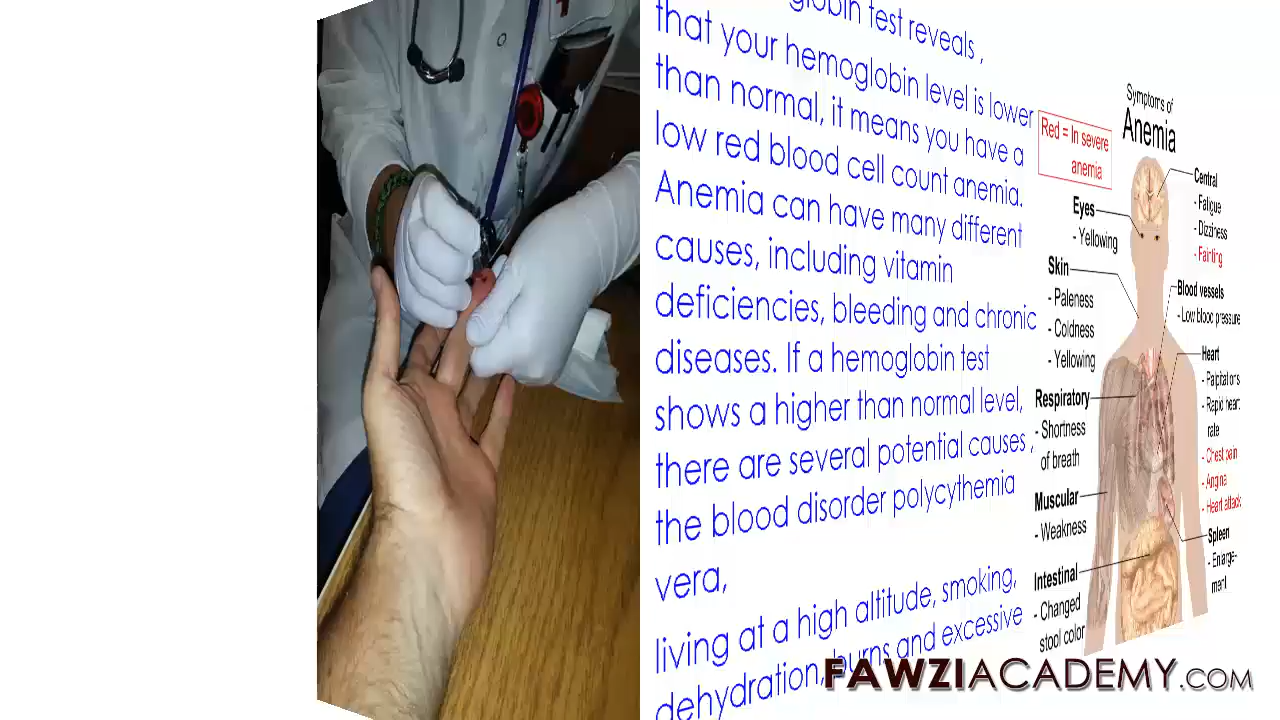 globin test reveals ,
that your hemoglobin level is lower
than normal, it means you have a
low red blood cell count anemia.
Anemia can have many different
causes, including vitamin
deficiencies, bleeding and chronic
diseases. If a hemoglobin test
shows a higher than normal level,
there are several potential causes ,
the blood disorder polycythemia
vera,
living at a high altitude, smoking,
dehydration, burns and excessive
Symptoms of
Anemia
Red = In severe
anemia
Central
- Fatigue
- Dizziness
- Fainting
Eyes
- Yellowing
Skin
- Paleness
- Coldness
- Yellowing
Blood vessels
- Low blood pressure
Heart
- Palpitations
- Rapid heart
rate
- Chest pain
- Angina
- Heart attack
Respiratory
- Shortness
of breath
Muscular
- Weakness
Spleen
- Enlarge-
ment
Intestinal
- Changed
stool color
FAWZIACADEMY.COM